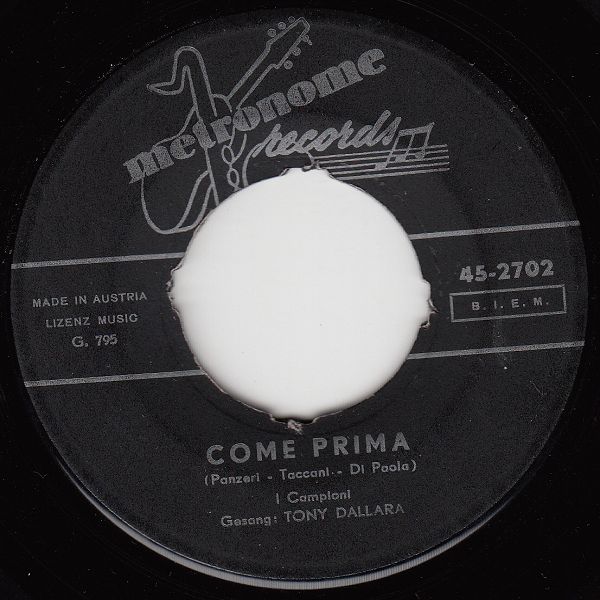 metronome
records
MADE IN AUSTRIA
LIZENZ MUSIC
G. 795
45-2702
B. I. E. M.
COME PRIMA
(Panzeri - Taccani - Di Paola)
I Campioni
Gesang: TONY DALLARA